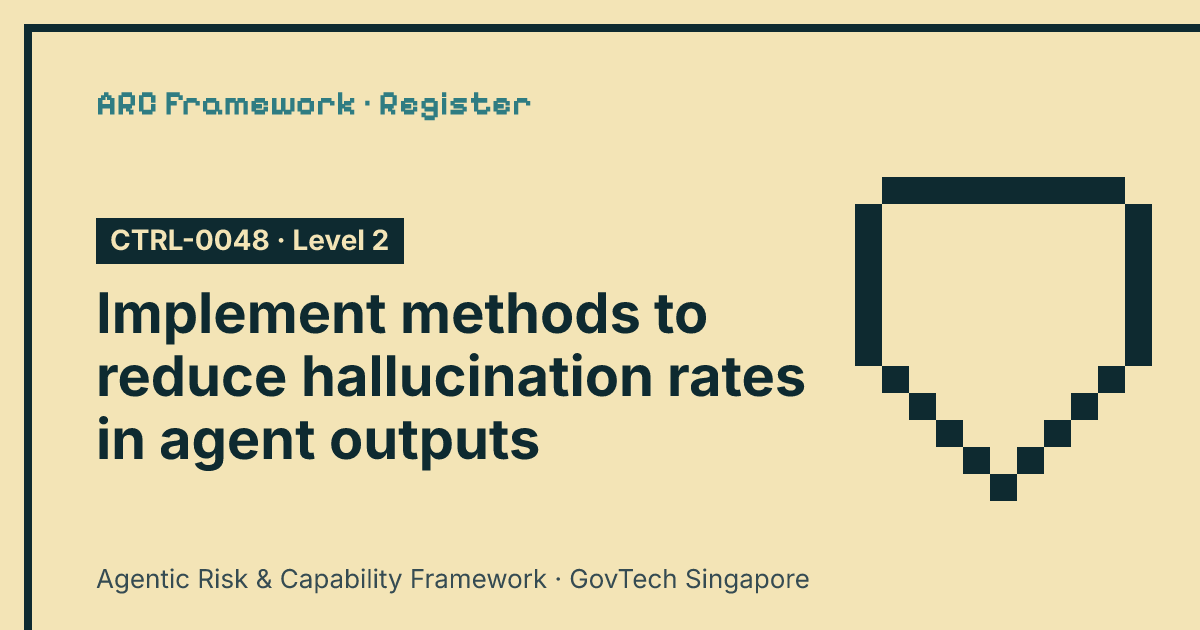 ARC Framework · Register
CTRL-0048 · Level 2
Implement methods to
reduce hallucination rates
in agent outputs
Agentic Risk & Capability Framework · GovTech Singapore